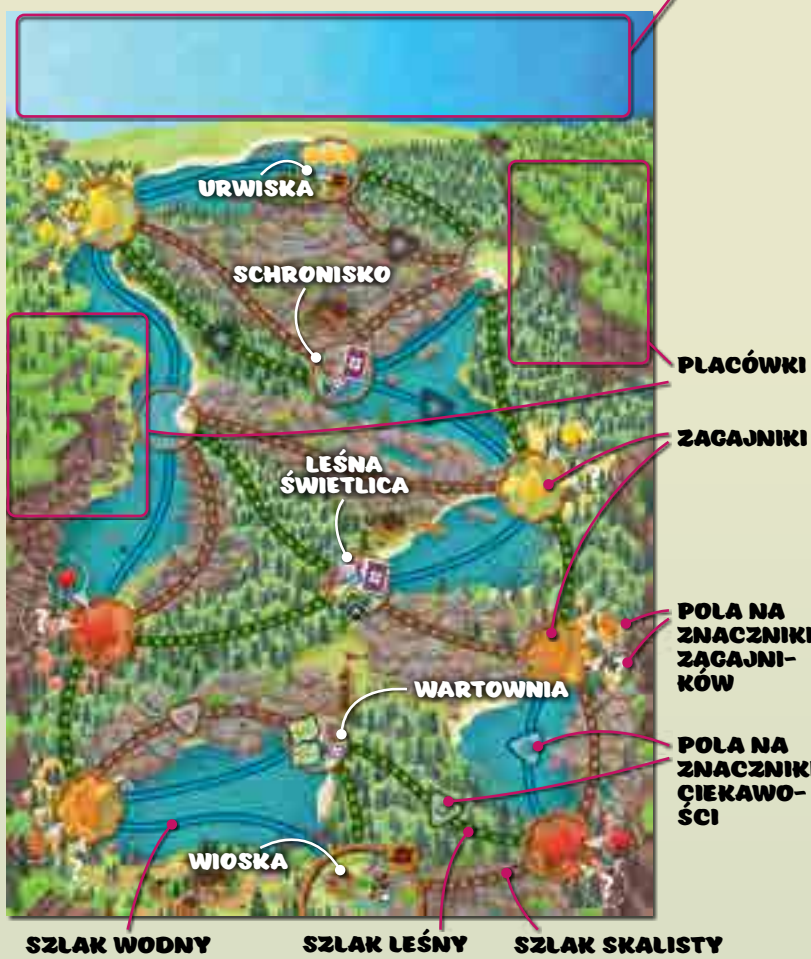 URWISKA
SCHRONISKO
PLACÓWKI
ZAGAJNIKI
LEŚNA
ŚWIETLICA
?
?
POLA NA
ZNACZNIKI
ZAGAJNI-
KÓW
WARTOWNIA
POLA NA
ZNACZNIKI
CIEKAWO-
ŚCI
WIOSKA
?
?
SZLAK WODNY
SZLAK LEŚNY
SZLAK SKALISTY